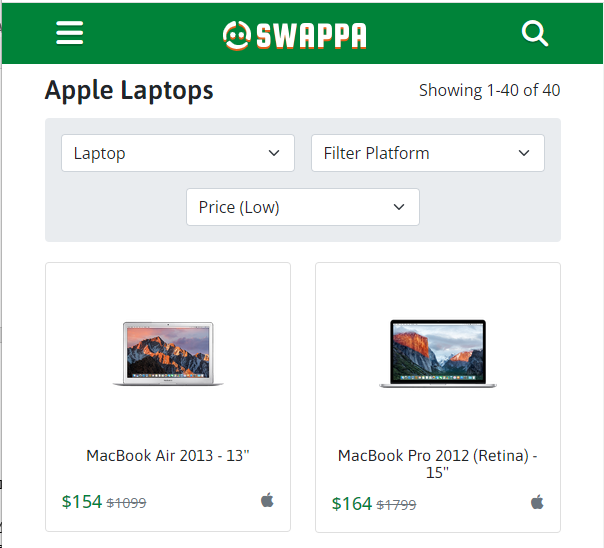 SWAPPA
Apple Laptops
Showing 1-40 of 40
Laptop
Filter Platform
Price (Low)
MacBook Air 2013 - 13"
$154 $1099
MacBook Pro 2012 (Retina) -
15"
$164 $1799